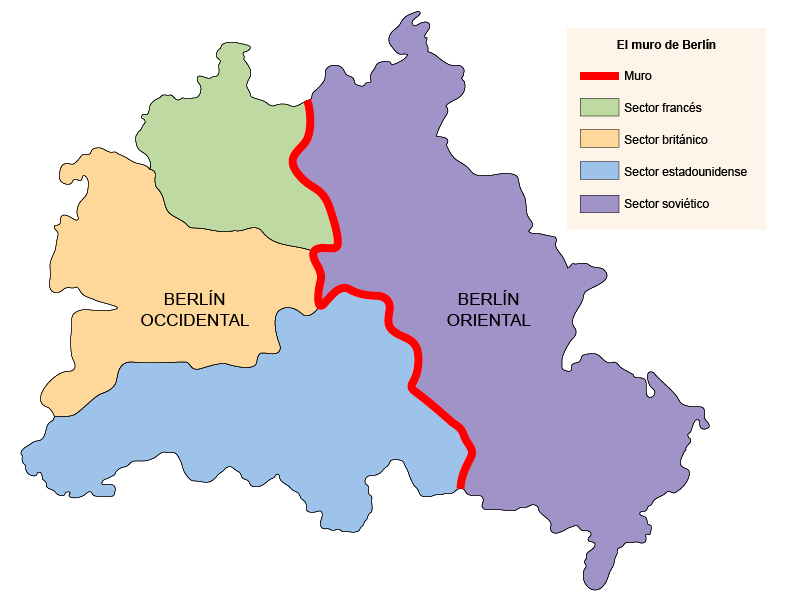 El muro de Berlín
Muro
Sector francés
Sector británico
Sector estadounidense
Sector soviético
BERLÍN
OCCIDENTAL
BERLÍN
ORIENTAL